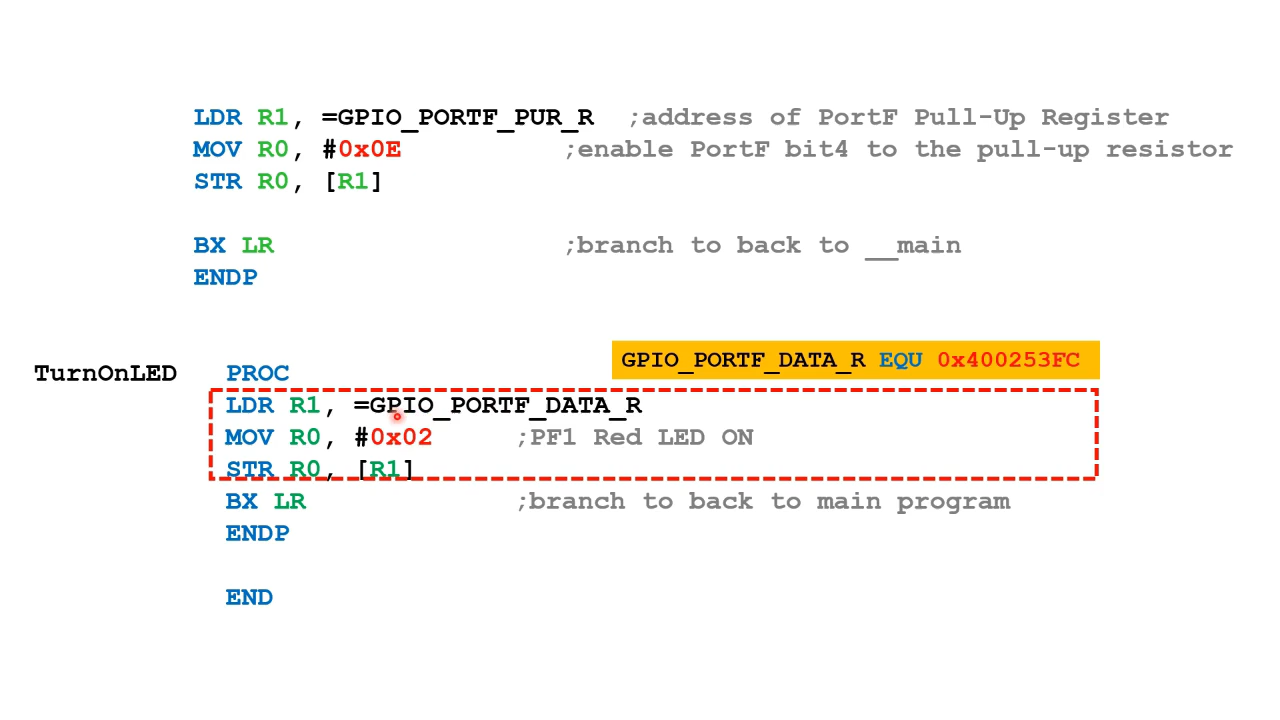 LDR R1, =GPIO_PORTF_PUR_R ;address of PortF Pull-Up Register
MOV R0, #0x0E ;enable PortF bit4 to the pull-up resistor
STR R0, [R1]
BX LR ;branch to back to __main
ENDP
GPIO_PORTF_DATA_R EQU 0x400253FC
TurnOnLED PROC
LDR R1, =GPIO_PORTF_DATA_R
MOV R0, #0x02 ;PF1 Red LED ON
STR R0, [R1]
BX LR ;branch to back to main program
ENDP
END